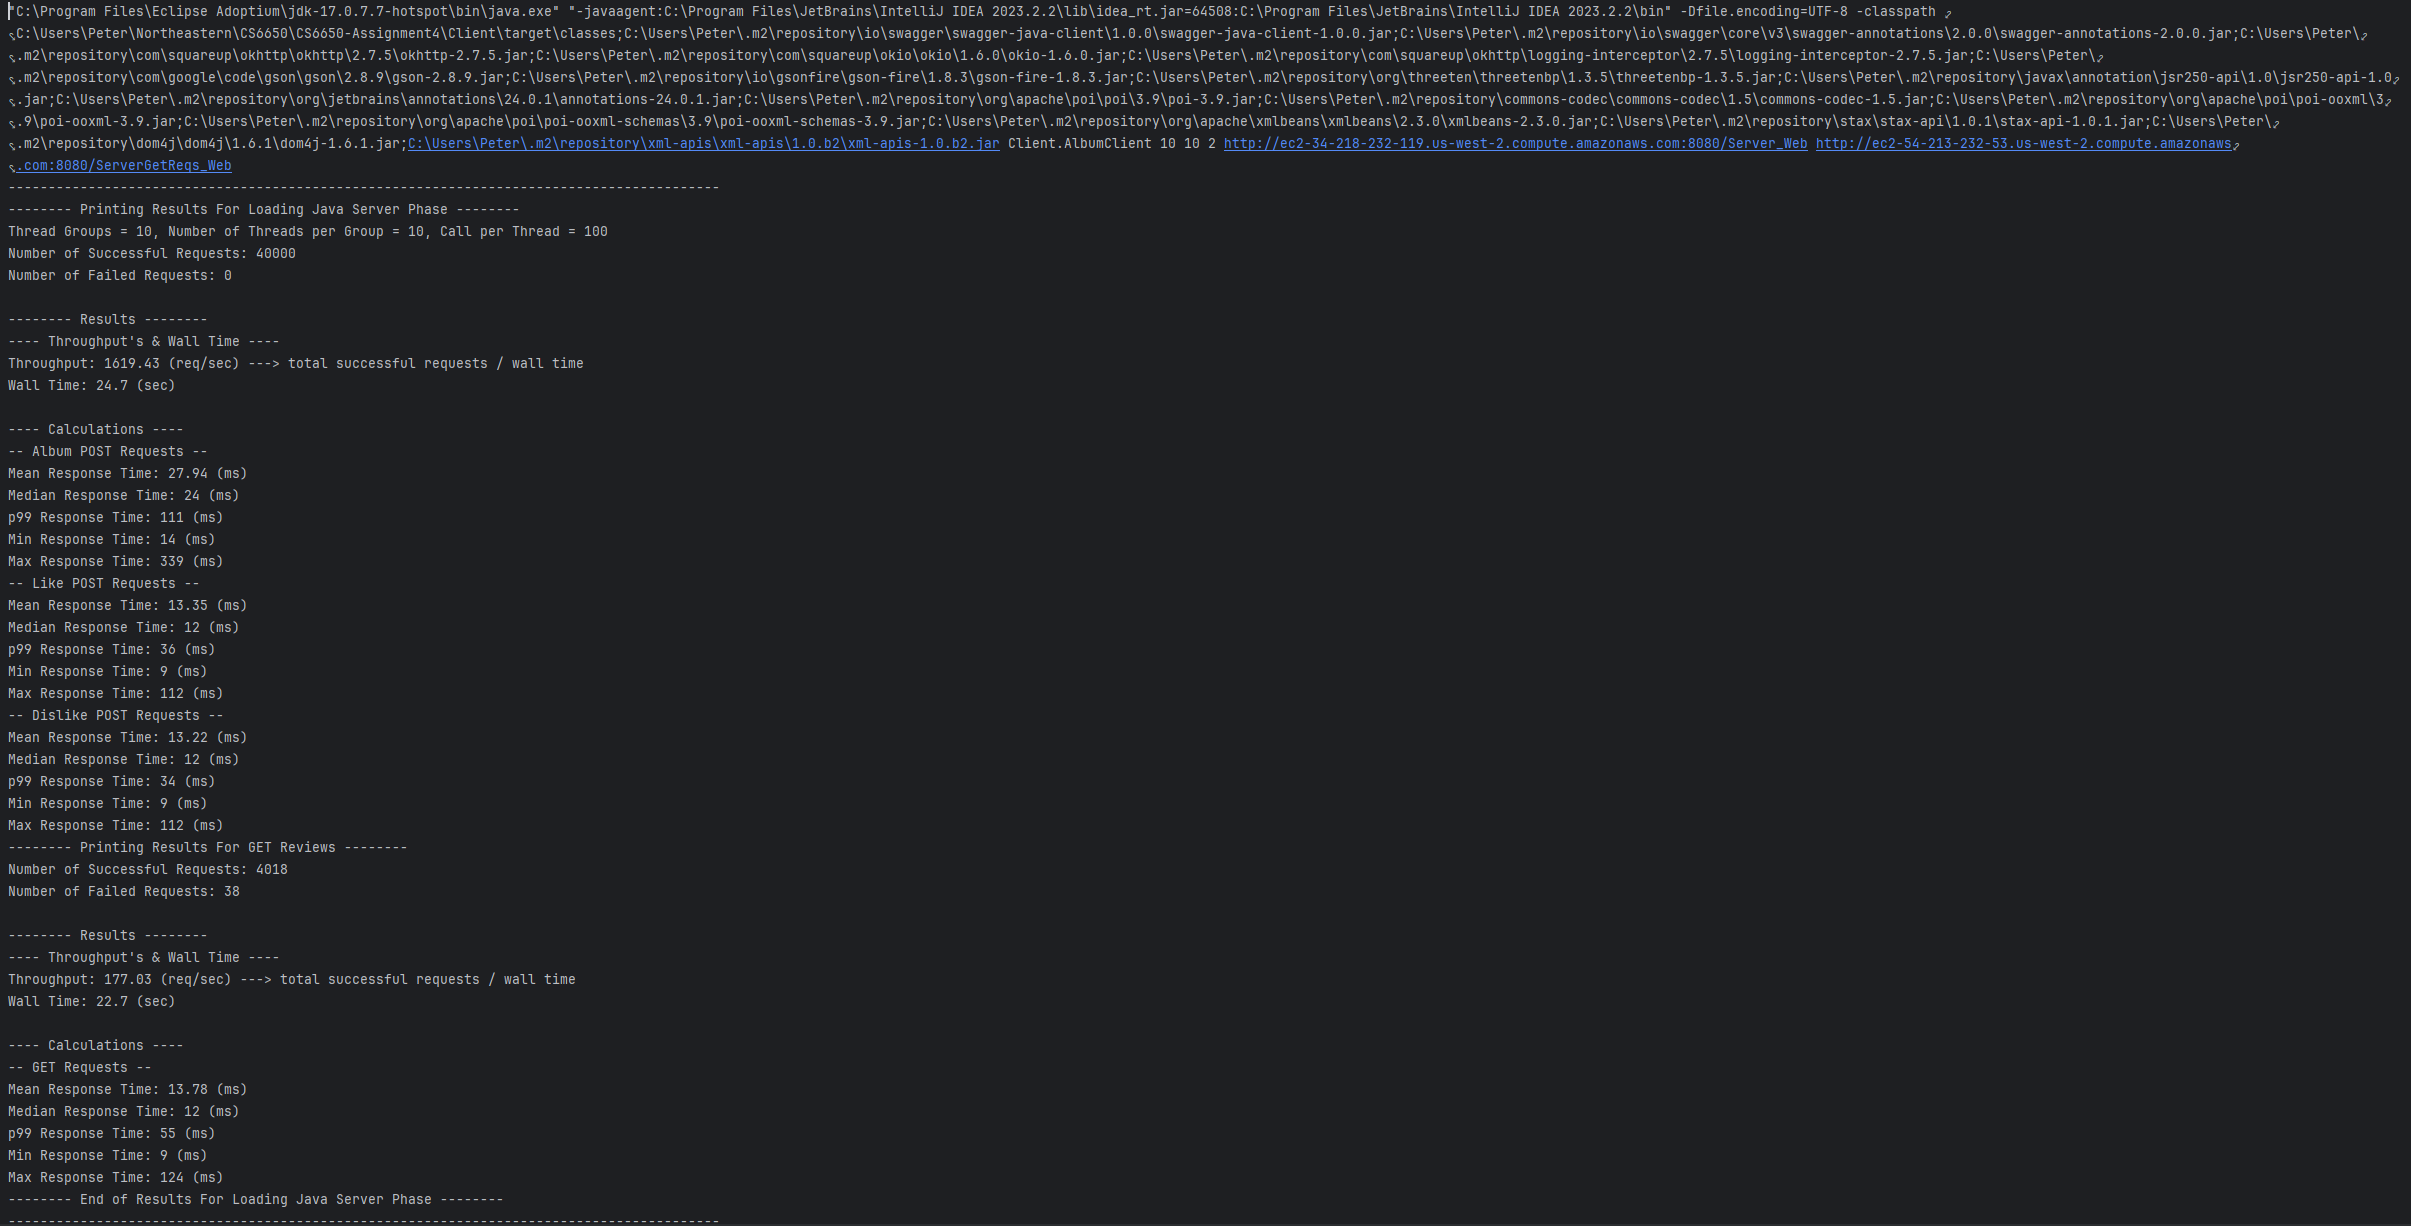 "C:\Program Files\Eclipse Adoptium\jdk-17.0.7.7-hotspot\bin\java.exe" "-javaagent:C:\Program Files\JetBrains\IntelliJ IDEA 2023.2.2\lib\idea_rt.jar=64508:C:\Program Files\JetBrains\IntelliJ IDEA 2023.2.2\bin" -Dfile.encoding=UTF-8 -classpath
C:\Users\Peter\Northeastern\CS6650\CS6650-Assignment4\Client\target\classes;C:\Users\Peter\.m2\repository\io\swagger\swagger-java-client\1.0.0\swagger-java-client-1.0.0.jar;C:\Users\Peter\.m2\repository\io\swagger\core\v3\swagger-annotations\2.0.0\swagger-annotations-2.0.0.jar;C:\Users\Peter\
.m2\repository\com\squareup\okhttp\okhttp\2.7.5\okhttp-2.7.5.jar;C:\Users\Peter\.m2\repository\com\squareup\okio\okio\1.6.0\okio-1.6.0.jar;C:\Users\Peter\.m2\repository\com\squareup\okhttp\logging-interceptor\2.7.5\logging-interceptor-2.7.5.jar;C:\Users\Peter\
.m2\repository\com\google\code\gson\gson\2.8.9\gson-2.8.9.jar;C:\Users\Peter\.m2\repository\io\gsonfire\gson-fire\1.8.3\gson-fire-1.8.3.jar;C:\Users\Peter\.m2\repository\org\threeten\threetenbp\1.3.5\threetenbp-1.3.5.jar;C:\Users\Peter\.m2\repository\javax\annotation\jsr250-api\1.0\jsr250-api-1.0
.jar;C:\Users\Peter\.m2\repository\org\jetbrains\annotations\24.0.1\annotations-24.0.1.jar;C:\Users\Peter\.m2\repository\org\apache\poi\poi\3.9\poi-3.9.jar;C:\Users\Peter\.m2\repository\commons-codec\commons-codec\1.5\commons-codec-1.5.jar;C:\Users\Peter\.m2\repository\org\apache\poi\poi-ooxml\3
.9\poi-ooxml-3.9.jar;C:\Users\Peter\.m2\repository\org\apache\poi\poi-ooxml-schemas\3.9\poi-ooxml-schemas-3.9.jar;C:\Users\Peter\.m2\repository\org\apache\xmlbeans\xmlbeans\2.3.0\xmlbeans-2.3.0.jar;C:\Users\Peter\.m2\repository\stax\stax-api\1.0.1\stax-api-1.0.1.jar;C:\Users\Peter\
.m2\repository\dom4j\dom4j\1.6.1\dom4j-1.6.1.jar;C:\Users\Peter\.m2\repository\xml-apis\xml-apis\1.0.b2\xml-apis-1.0.b2.jar Client.AlbumClient 10 10 2 http://ec2-34-218-232-119.us-west-2.compute.amazonaws.com:8080/Server_Web http://ec2-54-213-232-53.us-west-2.compute.amazonaws
.com:8080/ServerGetReqs_Web
-----------------------------------------------------------------------------------------
-------- Printing Results For Loading Java Server Phase --------
Thread Groups = 10, Number of Threads per Group = 10, Call per Thread = 100
Number of Successful Requests: 40000
Number of Failed Requests: 0
-------- Results --------
---- Throughput's & Wall Time ----
Throughput: 1619.43 (req/sec) ---> total successful requests / wall time
Wall Time: 24.7 (sec)
---- Calculations ----
-- Album POST Requests --
Mean Response Time: 27.94 (ms)
Median Response Time: 24 (ms)
p99 Response Time: 111 (ms)
Min Response Time: 14 (ms)
Max Response Time: 339 (ms)
-- Like POST Requests --
Mean Response Time: 13.35 (ms)
Median Response Time: 12 (ms)
p99 Response Time: 36 (ms)
Min Response Time: 9 (ms)
Max Response Time: 112 (ms)
-- Dislike POST Requests --
Mean Response Time: 13.22 (ms)
Median Response Time: 12 (ms)
p99 Response Time: 34 (ms)
Min Response Time: 9 (ms)
Max Response Time: 112 (ms)
-------- Printing Results For GET Reviews --------
Number of Successful Requests: 4018
Number of Failed Requests: 38
-------- Results --------
---- Throughput's & Wall Time ----
Throughput: 177.03 (req/sec) ---> total successful requests / wall time
Wall Time: 22.7 (sec)
---- Calculations ----
-- GET Requests --
Mean Response Time: 13.78 (ms)
Median Response Time: 12 (ms)
p99 Response Time: 55 (ms)
Min Response Time: 9 (ms)
Max Response Time: 124 (ms)
-------- End of Results For Loading Java Server Phase --------
-----------------------------------------------------------------------------------------